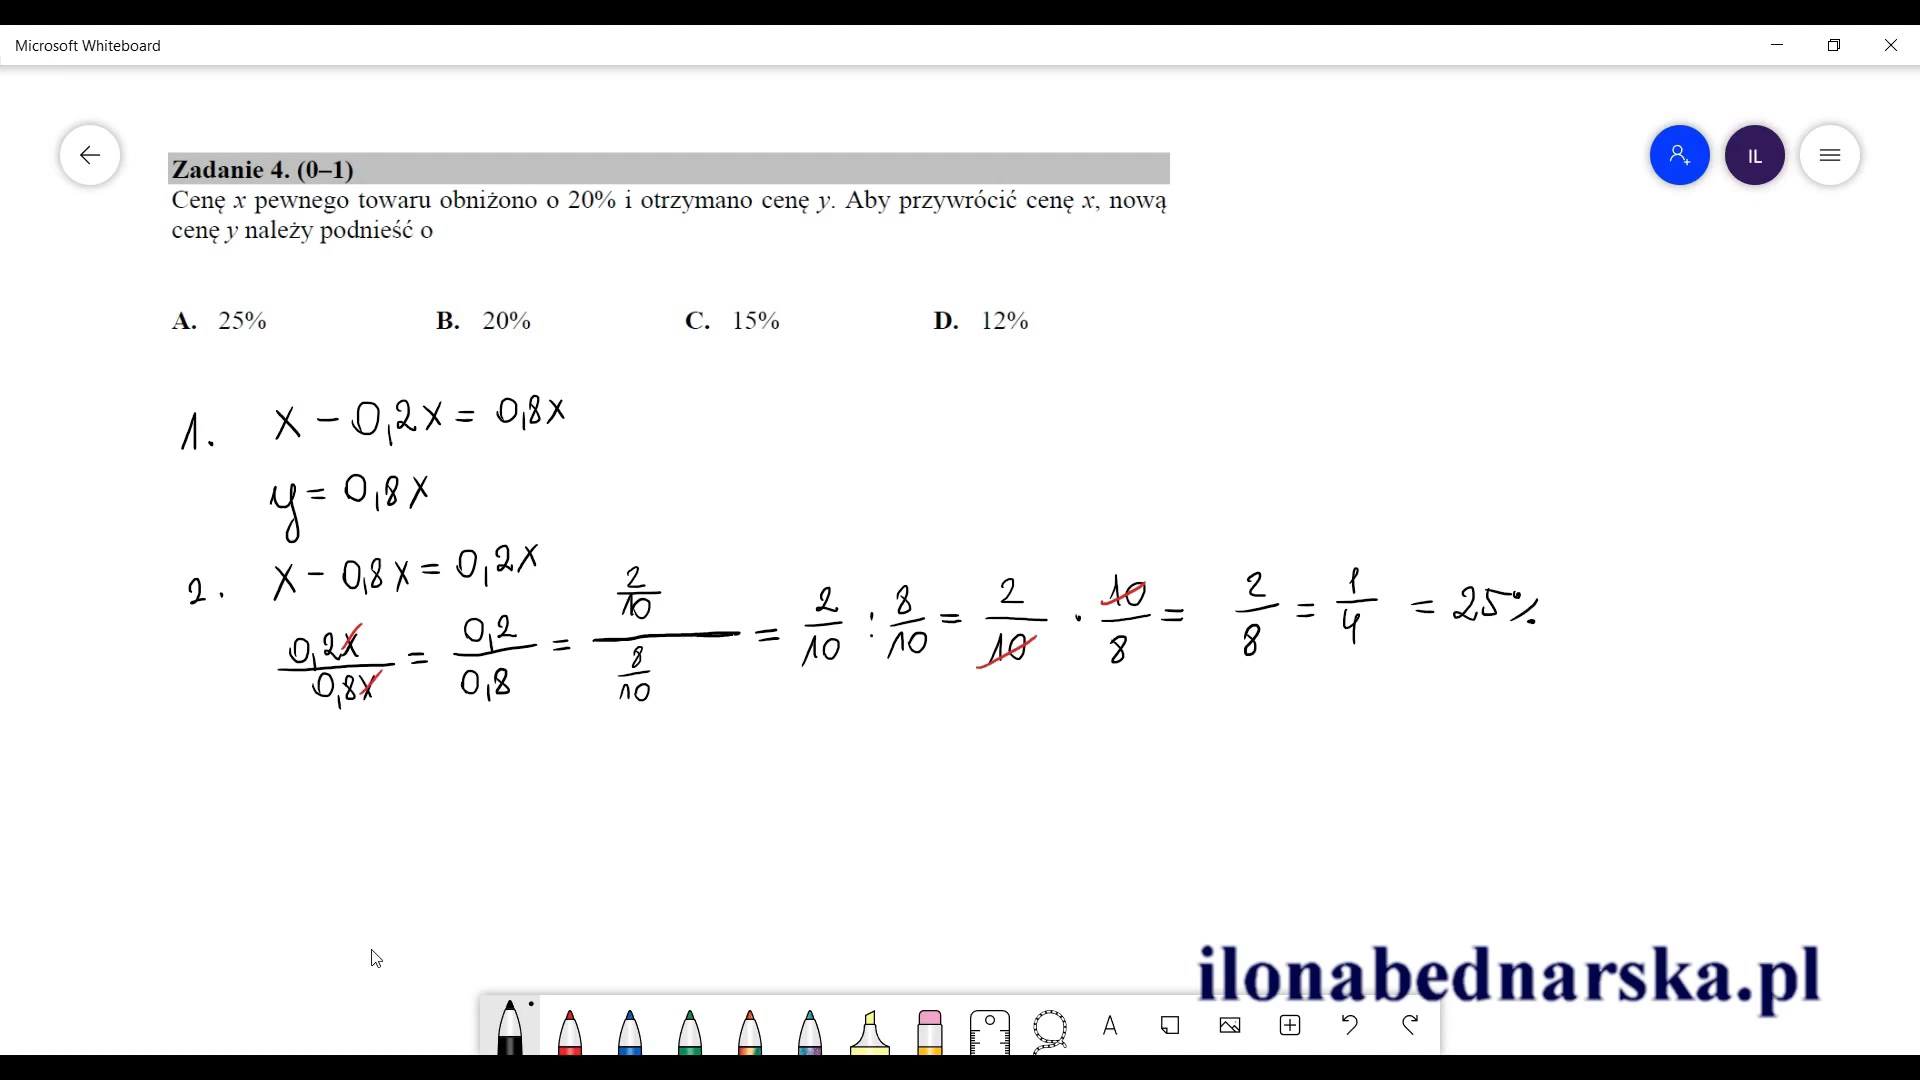 Microsoft Whiteboard
IL
Zadanie 4. (0–1)
Cenę x pewnego towaru obniżono o 20% i otrzymano cenę y. Aby przywrócić cenę x, nową
cenę y należy podnieść o
A. 25% B. 20% C. 15% D. 12%
1. x - 0,2x = 0,8x
y = 0,8x
2. x - 0,8x = 0,2x
0,2x/0,8x = 0,2/0,8 = 2/10 / 8/10 = 2/10 : 8/10 = 2/10 · 10/8 = 2/8 = 1/4 = 25%
ilonabednarska.pl
A